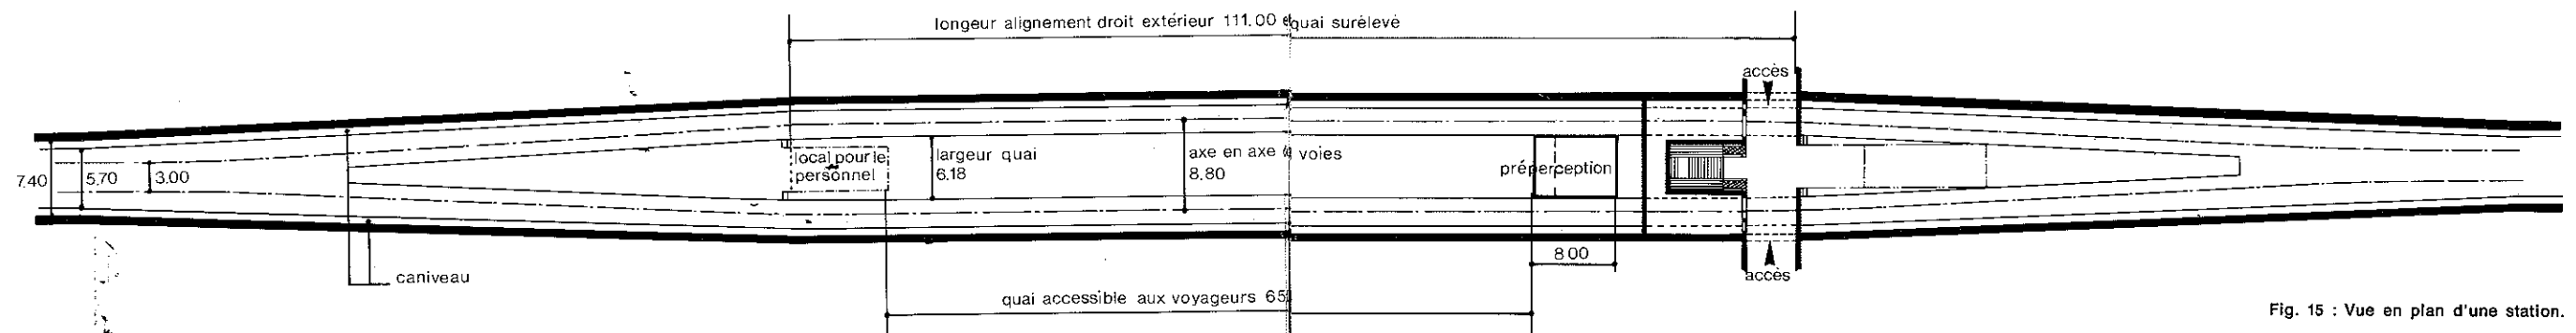 longeur alignement droit extérieur 111.00 quai surélevé
accès
7.40
5.70
3.00
local pour le
personnel
largeur quai
6.18
axe en axe voies
8.80
préperception
8.00
caniveau
accès
quai accessible aux voyageurs 65
Fig. 15 : Vue en plan d'une station.